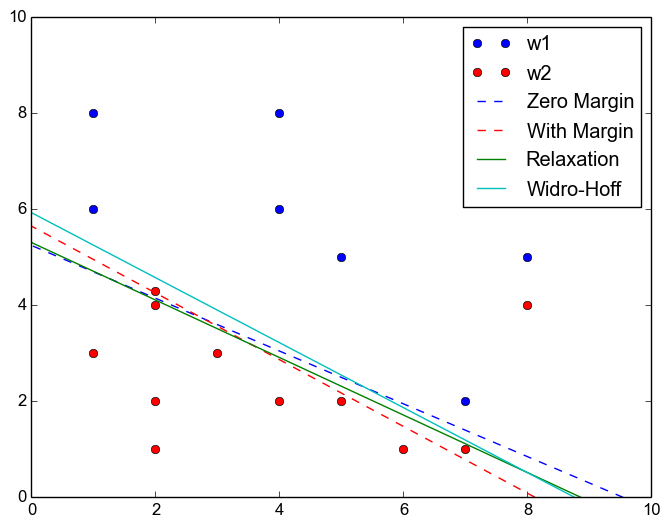 10
8
6
4
2
0
0 2 4 6 8 10
w1
w2
Zero Margin
With Margin
Relaxation
Widro-Hoff